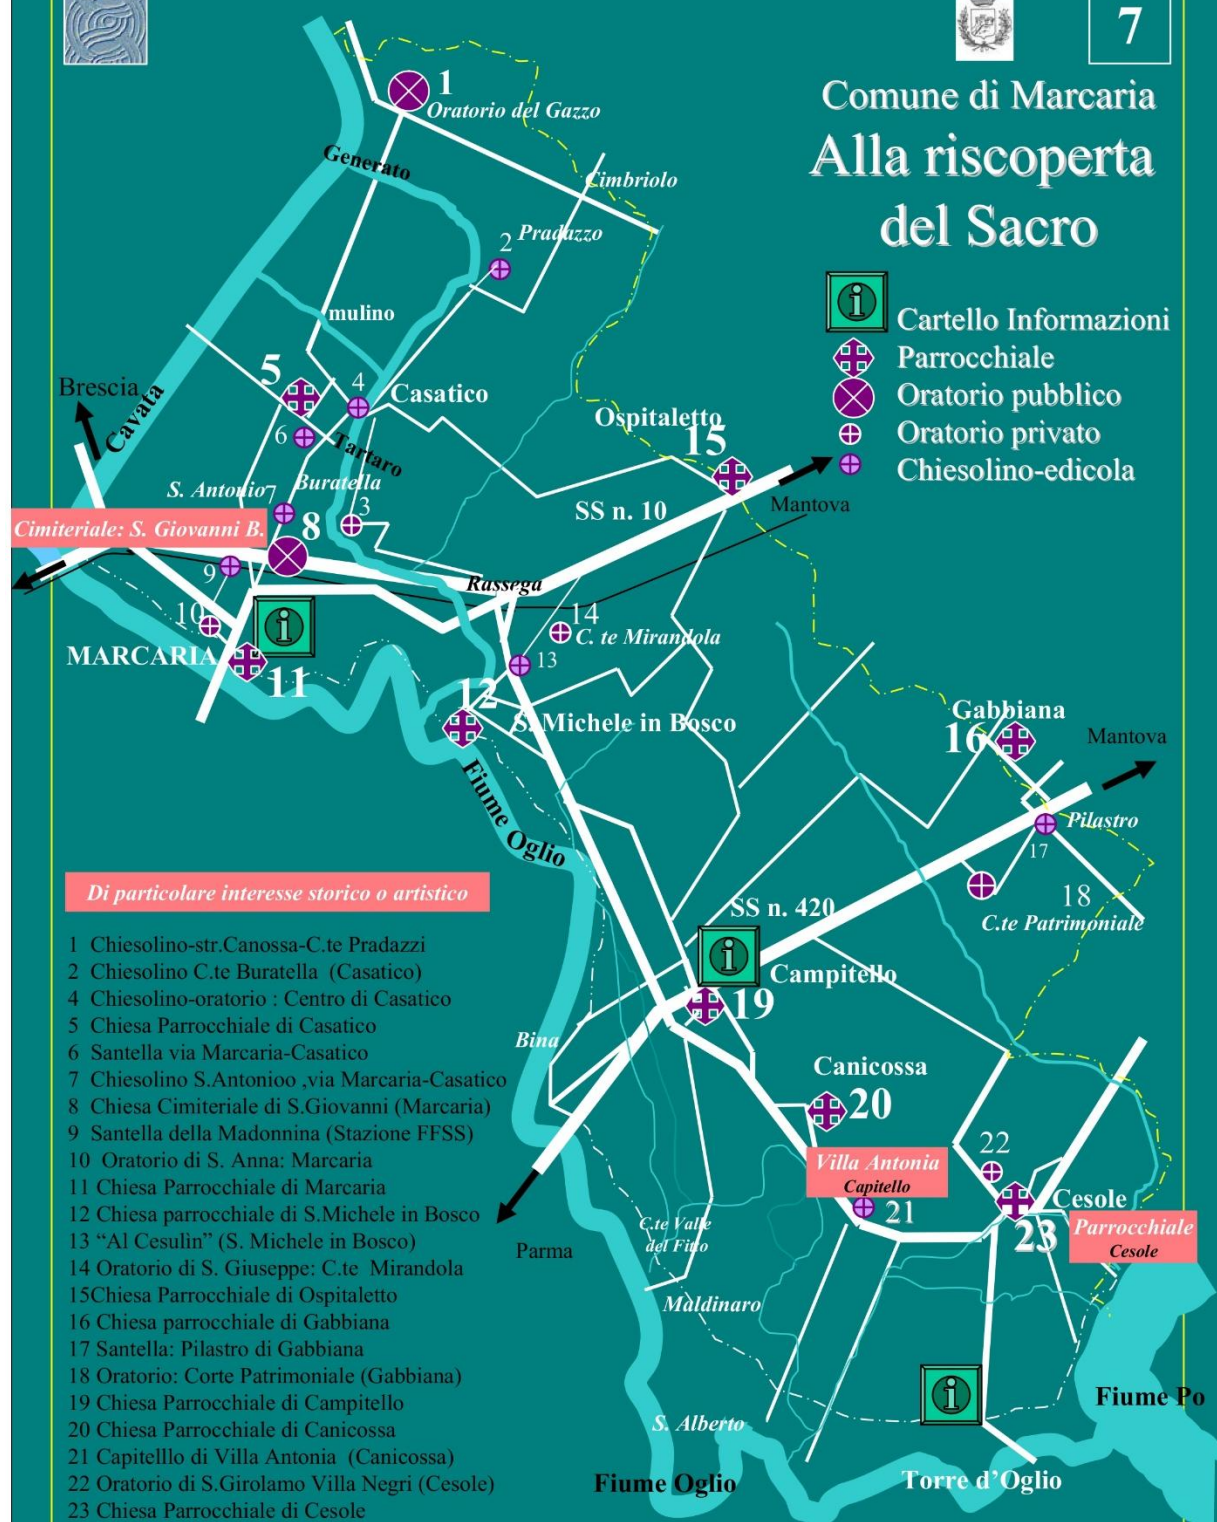 7
Comune di Marcaria
Alla riscoperta
del Sacro
Cartello Informazioni
Parrocchiale
Oratorio pubblico
Oratorio privato
Chiesolino-edicola
1
Oratorio del Gazzo
Generato
Cimbriolo
2
Pradazzo
mulino
5
4
Casatico
Brescia
Cavata
6
Tartaro
Ospitaletto
15
S. Antonio
7
Buratella
3
SS n. 10
Mantova
Cimiteriale: S. Giovanni B.
8
9
Rassega
10
14
C. te Mirandola
MARCARIA
11
13
12
S. Michele in Bosco
Gabbiana
16
Mantova
Fiume Oglio
Pilastro
17
18
C.te Patrimoniale
SS n. 420
Campitello
19
Bina
Canicossa
20
Villa Antonia
Capitello
21
22
Cesole
23
Parrocchiale
Cesole
Parma
C.te Valle
del Fitto
Maldinaro
S. Alberto
Fiume Po
Fiume Oglio
Torre d'Oglio
Di particolare interesse storico o artistico
1 Chiesolino-str.Canossa-C.te Pradazzi
2 Chiesolino C.te Buratella (Casatico)
4 Chiesolino-oratorio : Centro di Casatico
5 Chiesa Parrocchiale di Casatico
6 Santella via Marcaria-Casatico
7 Chiesolino S.Antonioo ,via Marcaria-Casatico
8 Chiesa Cimiteriale di S.Giovanni (Marcaria)
9 Santella della Madonnina (Stazione FFSS)
10 Oratorio di S. Anna: Marcaria
11 Chiesa Parrocchiale di Marcaria
12 Chiesa parrocchiale di S.Michele in Bosco
13 “Al Cesulìn” (S. Michele in Bosco)
14 Oratorio di S. Giuseppe: C.te Mirandola
15Chiesa Parrocchiale di Ospitaletto
16 Chiesa parrocchiale di Gabbiana
17 Santella: Pilastro di Gabbiana
18 Oratorio: Corte Patrimoniale (Gabbiana)
19 Chiesa Parrocchiale di Campitello
20 Chiesa Parrocchiale di Canicossa
21 Capitelllo di Villa Antonia (Canicossa)
22 Oratorio di S.Girolamo Villa Negri (Cesole)
23 Chiesa Parrocchiale di Cesole